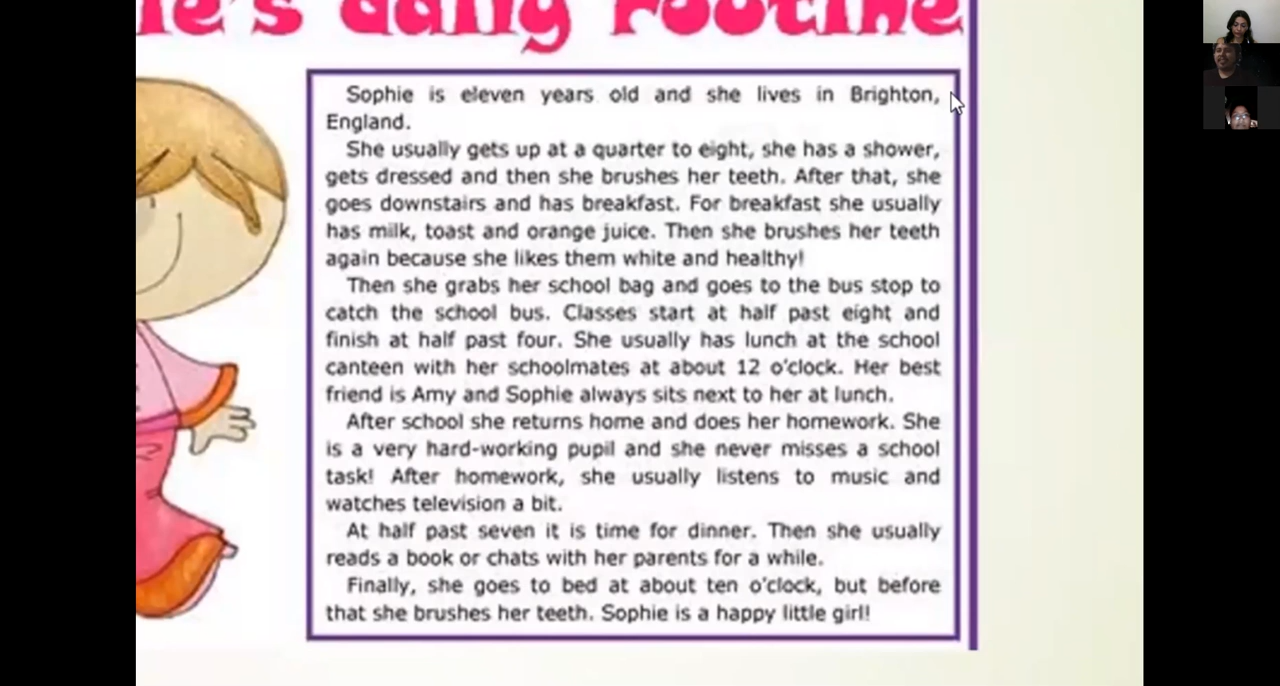 daily routine
Sophie is eleven years old and she lives in Brighton,
England.
She usually gets up at a quarter to eight, she has a shower,
gets dressed and then she brushes her teeth. After that, she
goes downstairs and has breakfast. For breakfast she usually
has milk, toast and orange juice. Then she brushes her teeth
again because she likes them white and healthy!
Then she grabs her school bag and goes to the bus stop to
catch the school bus. Classes start at half past eight and
finish at half past four. She usually has lunch at the school
canteen with her schoolmates at about 12 o'clock. Her best
friend is Amy and Sophie always sits next to her at lunch.
After school she returns home and does her homework. She
is a very hard-working pupil and she never misses a school
task! After homework, she usually listens to music and
watches television a bit.
At half past seven it is time for dinner. Then she usually
reads a book or chats with her parents for a while.
Finally, she goes to bed at about ten o'clock, but before
that she brushes her teeth. Sophie is a happy little girl!